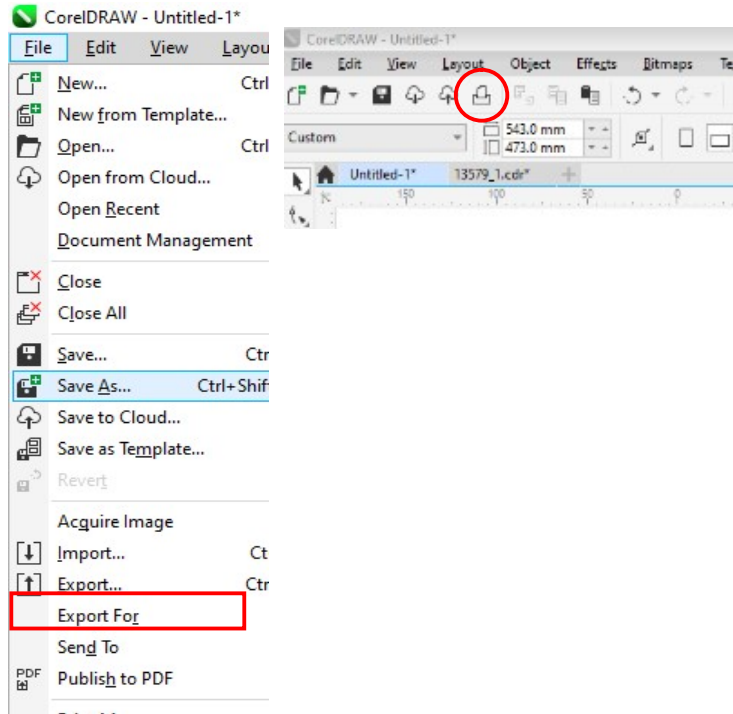 CorelDRAW - Untitled-1*
File Edit View Layou
New... Ctrl
New from Template...
Open... Ctrl
Open from Cloud...
Open Recent
Document Management
Close
Close All
Save... Ctr
Save As... Ctrl+Shif
Save to Cloud...
Save as Template...
Revert
Acquire Image
Import... Ct
Export... Ctr
Export For
Send To
PDF Publish to PDF
CorelDRAW - Untitled-1*
File Edit View Layout Object Effects Bitmaps Te
Custom 543.0 mm
473.0 mm
Untitled-1* 13579_1.cdr*
150 100 50 0